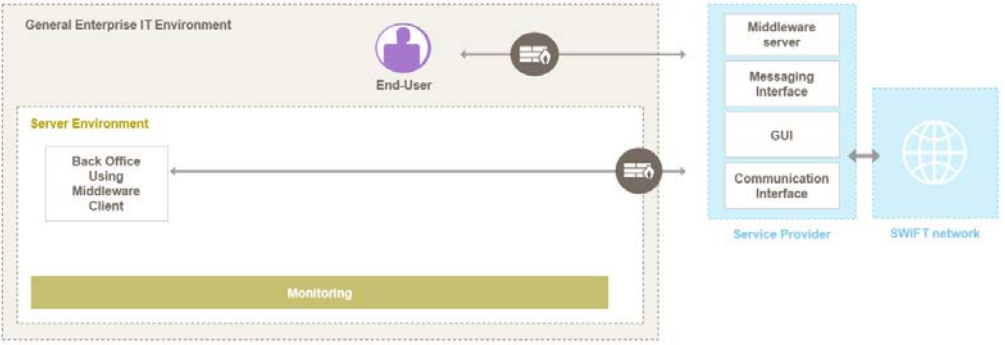 General Enterprise IT Environment
End-User
Server Environment
Back Office
Using
Middleware
Client
Monitoring
Middleware
server
Messaging
Interface
GUI
Communication
Interface
Service Provider
SWIFT network